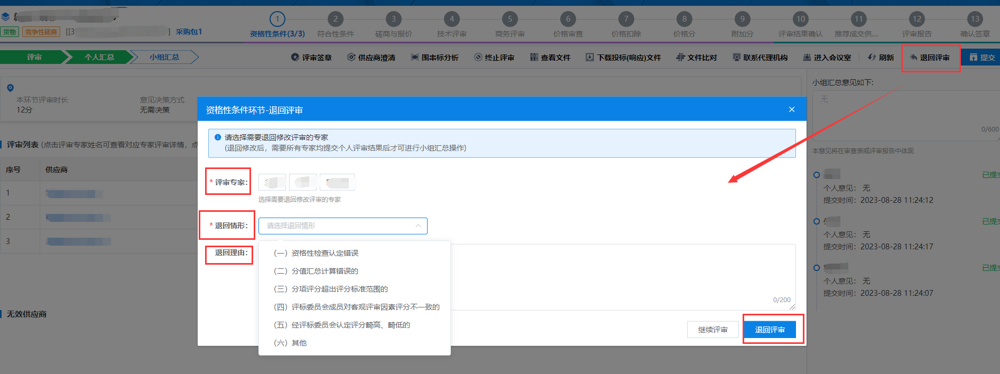 1 2 3 4 5 6 7 8 9 10 11 12 13
货物 竞争性磋商 采购包1
资格性条件(3/3) 符合性条件 磋商与报价 技术评审 商务评审 价格审查 价格扣除 价格分 附加分 评审结果确认 推荐成交供... 评审报告 确认签章
评审 个人汇总 小组汇总 评审签章 供应商澄清 围串标分析 终止评审 查看文件 下载投标(响应)文件 文件比对 联系代理机构 进入会议室 刷新 退回评审 提交
本环节评审时长 意见决策方式
12分 无需决策
评审列表 (点击评审专家姓名可查看对应专家评审详情，点
序号 供应商
1
2
3
无效供应商
资格性条件环节-退回评审
请选择需要退回修改评审的专家
(退回修改后，需要所有专家均提交个人评审结果后才可进行小组汇总操作)
* 评审专家:
选择需要退回修改评审的专家
* 退回情形: 请选择退回情形
退回理由:
（一）资格性检查认定错误
（二）分值汇总计算错误的
（三）分项评分超出评分标准范围的
（四）评标委员会成员对客观评审因素评分不一致的
（五）经评标委员会认定评分畸高、畸低的
（六）其他
0/200
继续评审 退回评审
小组汇总意见如下:
无
0/600
本意见将在审查表或评审报告中体现
已提交
个人意见: 无
提交时间: 2023-08-28 11:24:12
已提交
个人意见: 无
提交时间: 2023-08-28 11:24:17
已提交
个人意见: 无
提交时间: 2023-08-28 11:24:07